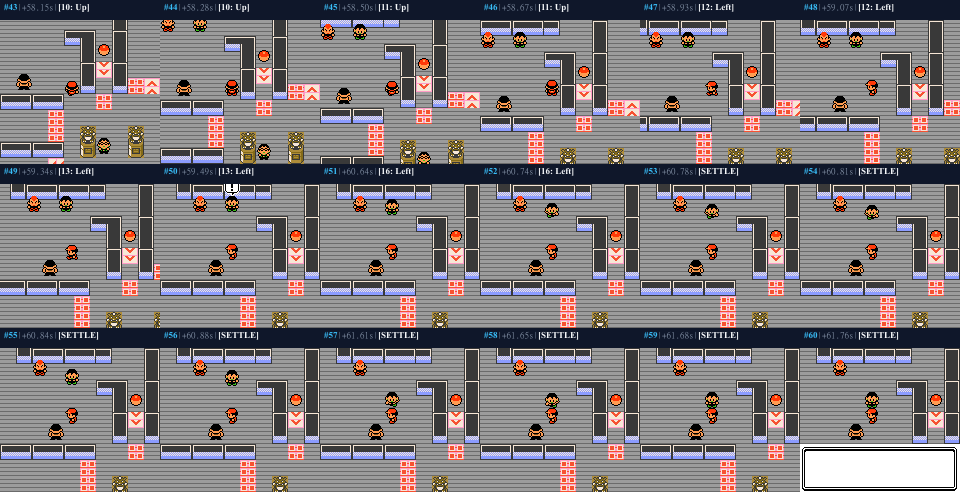 #43|+58.15s|[10: Up]
#44|+58.28s|[10: Up]
#45|+58.50s|[11: Up]
#46|+58.67s|[11: Up]
#47|+58.93s|[12: Left]
#48|+59.07s|[12: Left]
#49|+59.34s|[13: Left]
#50|+59.49s|[13: Left]
#51|+60.64s|[16: Left]
#52|+60.74s|[16: Left]
#53|+60.78s|[SETTLE]
#54|+60.81s|[SETTLE]
!
#55|+60.84s|[SETTLE]
#56|+60.88s|[SETTLE]
#57|+61.61s|[SETTLE]
#58|+61.65s|[SETTLE]
#59|+61.68s|[SETTLE]
#60|+61.76s|[SETTLE]